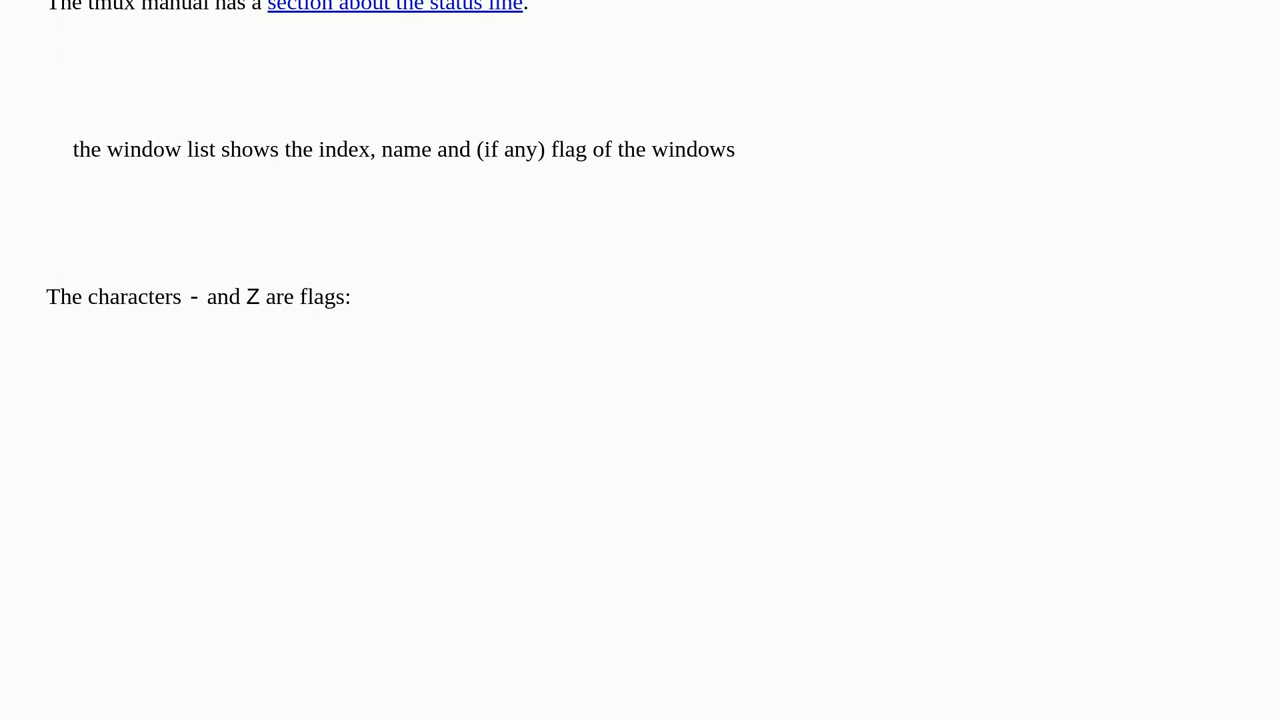 The tmux manual has a section about the status line.
the window list shows the index, name and (if any) flag of the windows
The characters - and Z are flags: